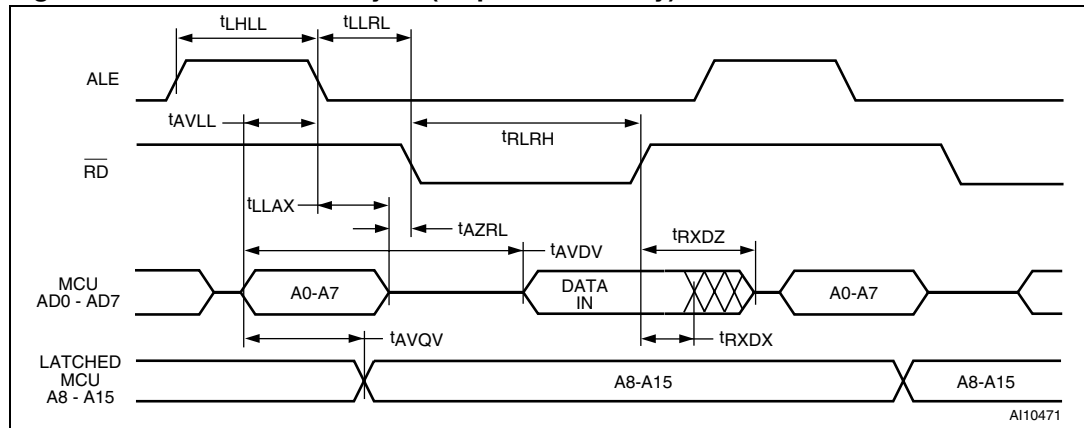 tLHLL tLLRL
ALE
tAVLL
tRLRH
RD
tLLAX
tAZRL
tAVDV
tRXDZ
MCU
AD0 - AD7
A0-A7
DATA
IN
A0-A7
tAVQV
tRXDX
LATCHED
MCU
A8 - A15
A8-A15
A8-A15
AI10471